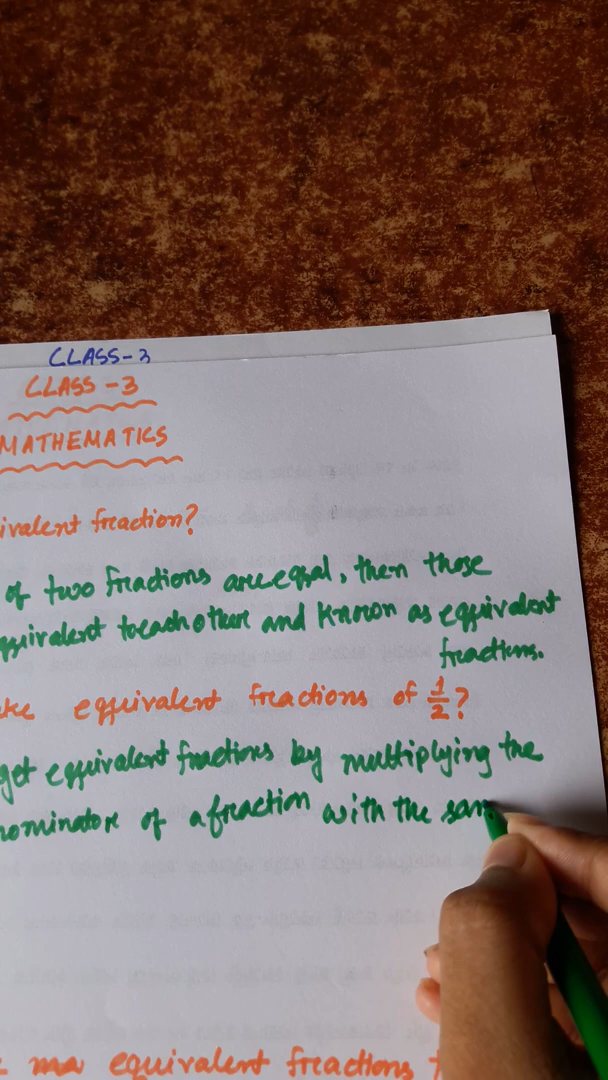 CLASS-3
CLASS-3
MATHEMATICS
ivalent fraction?
of two fractions are equal, then those
quivalent to each other and known as equivalent
fractions.
ke equivalent fractions of 1/2?
get equivalent fractions by multiplying the
nominator of a fraction with the sam
ma equivalent fractions